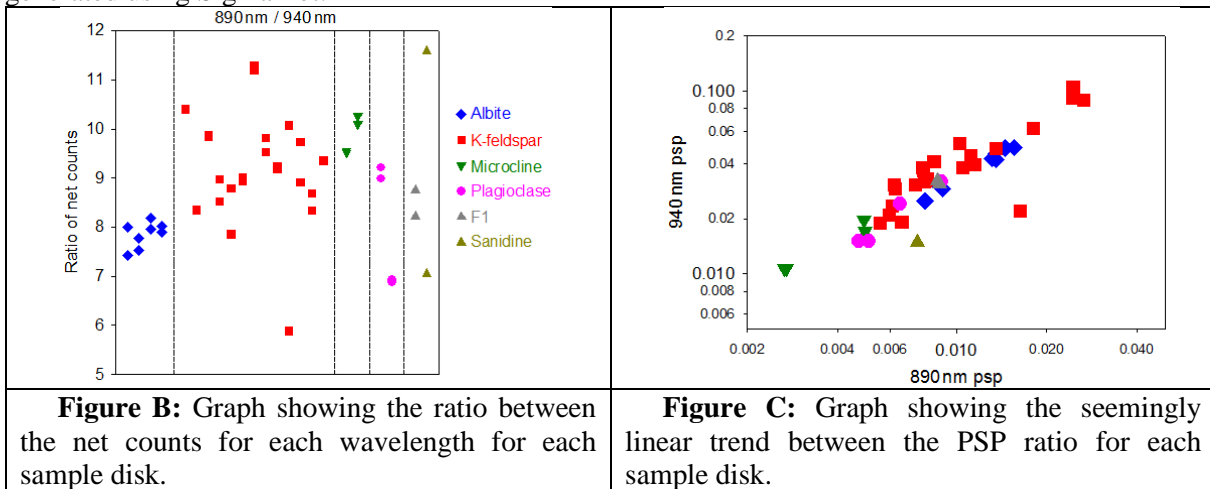 890nm / 940nm
12
11
10
9
8
7
6
5
Ratio of net counts
Albite
K-feldspar
Microcline
Plagioclase
F1
Sanidine
0.2
0.100
0.08
0.06
0.04
0.02
0.010
0.008
0.006
940nm psp
0.002
0.004
0.006
0.010
0.020
0.040
890nm psp
Figure B: Graph showing the ratio between
the net counts for each wavelength for each
sample disk.
Figure C: Graph showing the seemingly
linear trend between the PSP ratio for each
sample disk.